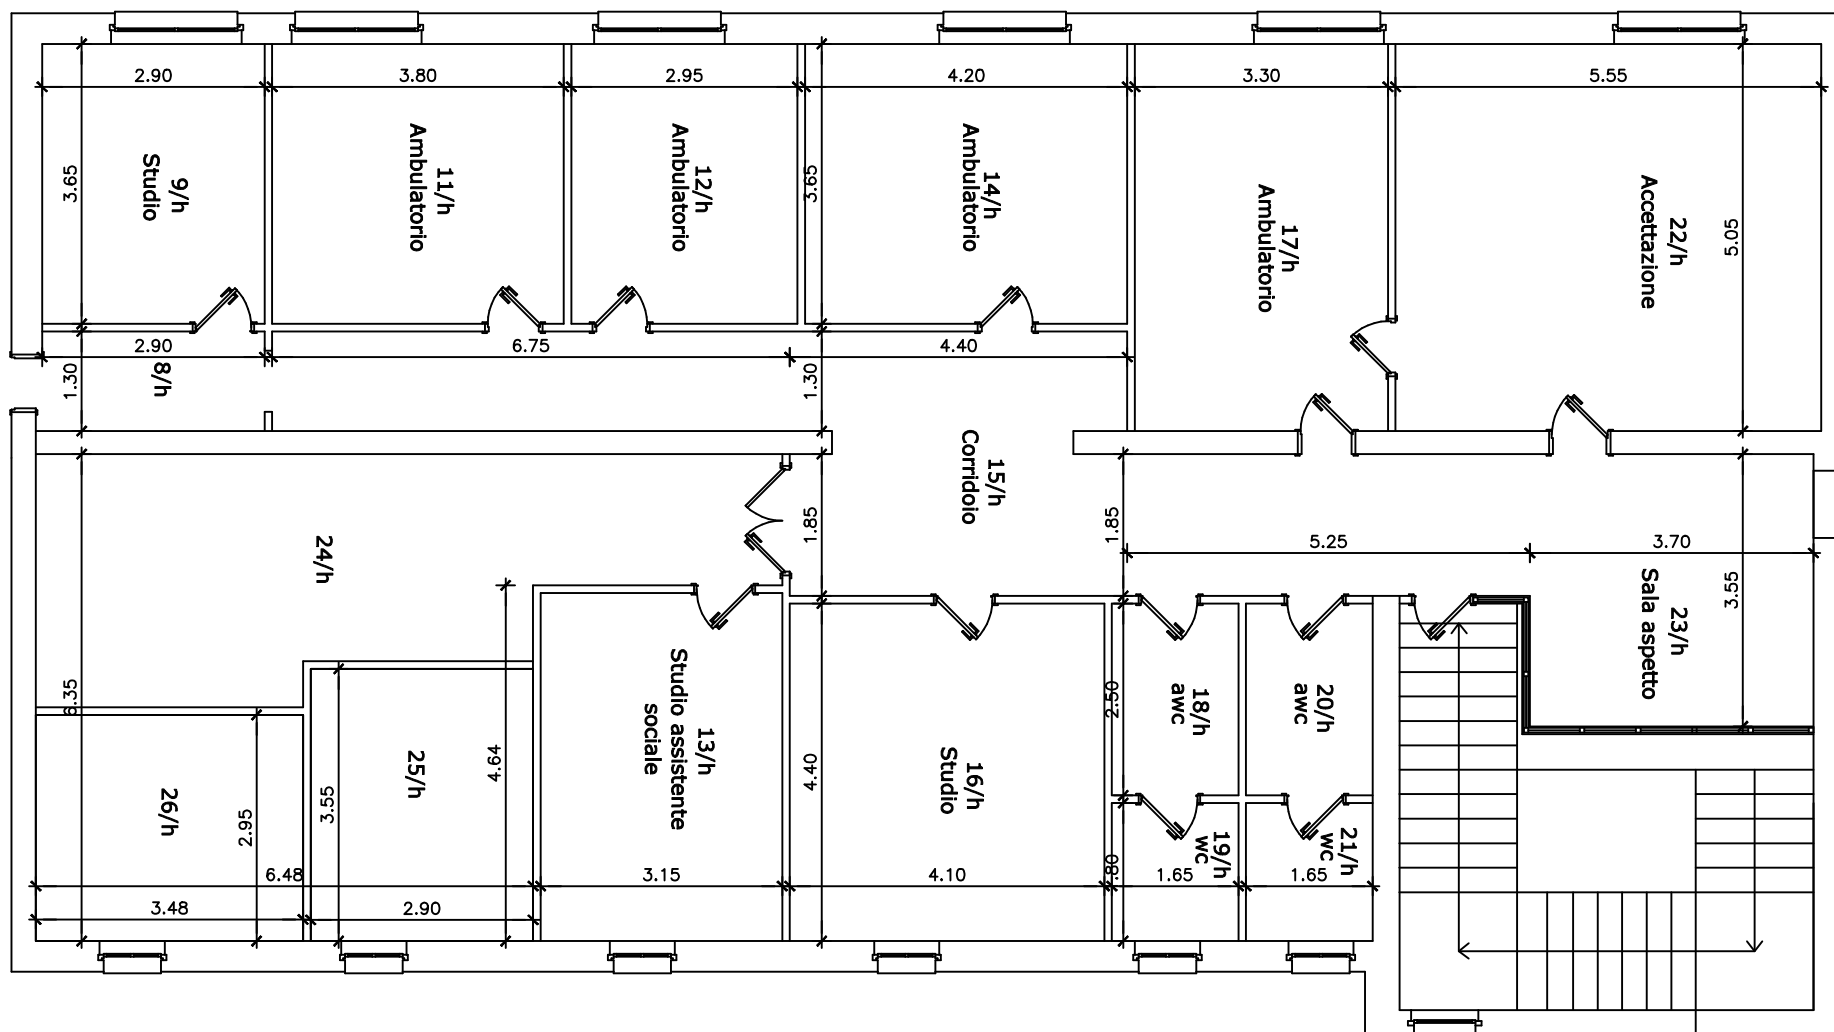 2.90
3.80
2.95
4.20
3.30
5.55
3.65
9/h
Studio
11/h
Ambulatorio
12/h
Ambulatorio
3.65
14/h
Ambulatorio
17/h
Ambulatorio
22/h
Accettazione
5.05
2.90
6.75
4.40
1.30
8/h
1.30
15/h
Corridoio
1.85
1.85
5.25
3.70
24/h
23/h
Sala aspetto
3.55
6.35
4.64
13/h
Studio assistente
sociale
2.50
18/h
awc
20/h
awc
26/h
2.95
3.55
25/h
4.40
16/h
Studio
.80
19/h
wc
21/h
wc
6.48
3.15
4.10
1.65
1.65
3.48
2.90